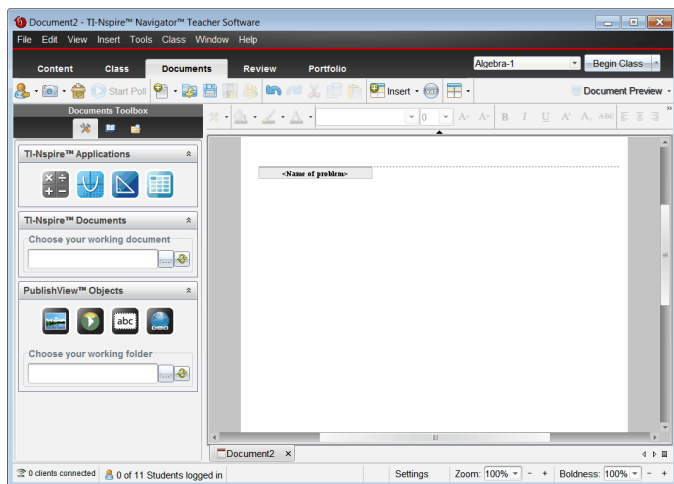 Document2 - TI-Nspire™ Navigator™ Teacher Software
File Edit View Insert Tools Class Window Help
Content Class Documents Review Portfolio
Algebra-1
Begin Class
Start Poll
Insert
Document Preview
Documents Toolbox
0
A- A+ B I U ABC
TI-Nspire™ Applications
<Name of problem>
TI-Nspire™ Documents
Choose your working document
...
PublishView™ Objects
abc
Choose your working folder
...
Document2 ×
0 clients connected
0 of 11 Students logged in
Settings
Zoom: 100% - +
Boldness: 100% - +